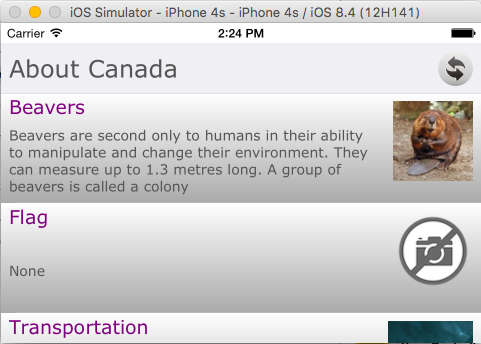 iOS Simulator - iPhone 4s - iPhone 4s / iOS 8.4 (12H141)
Carrier 2:24 PM
About Canada
Beavers
Beavers are second only to humans in their ability
to manipulate and change their environment. They
can measure up to 1.3 metres long. A group of
beavers is called a colony
Flag
None
Transportation